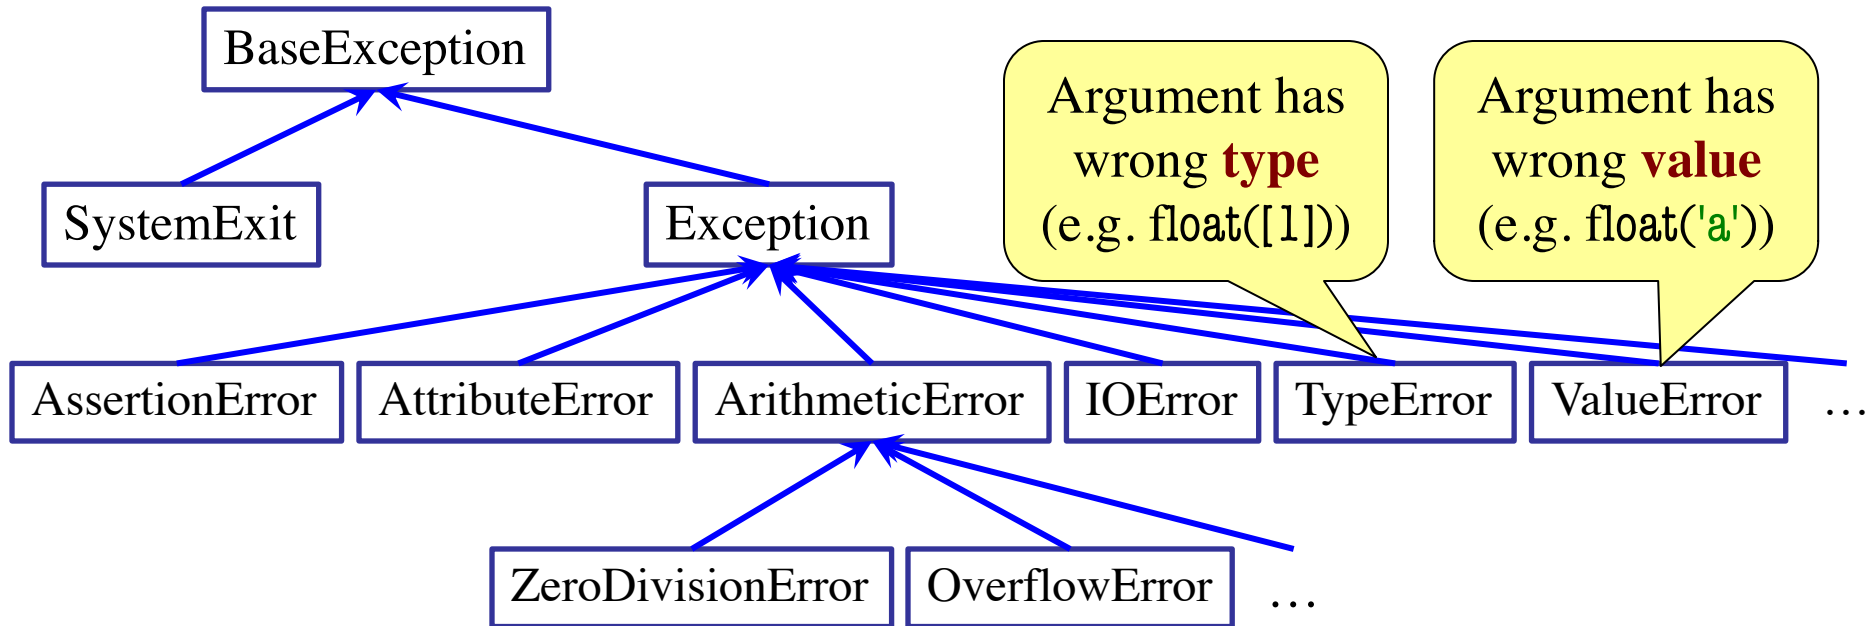 BaseException
Argument has
wrong type
(e.g. float([1]))
Argument has
wrong value
(e.g. float('a'))
SystemExit
Exception
AssertionError
AttributeError
ArithmeticError
IOError
TypeError
ValueError
…
ZeroDivisionError
OverflowError
…